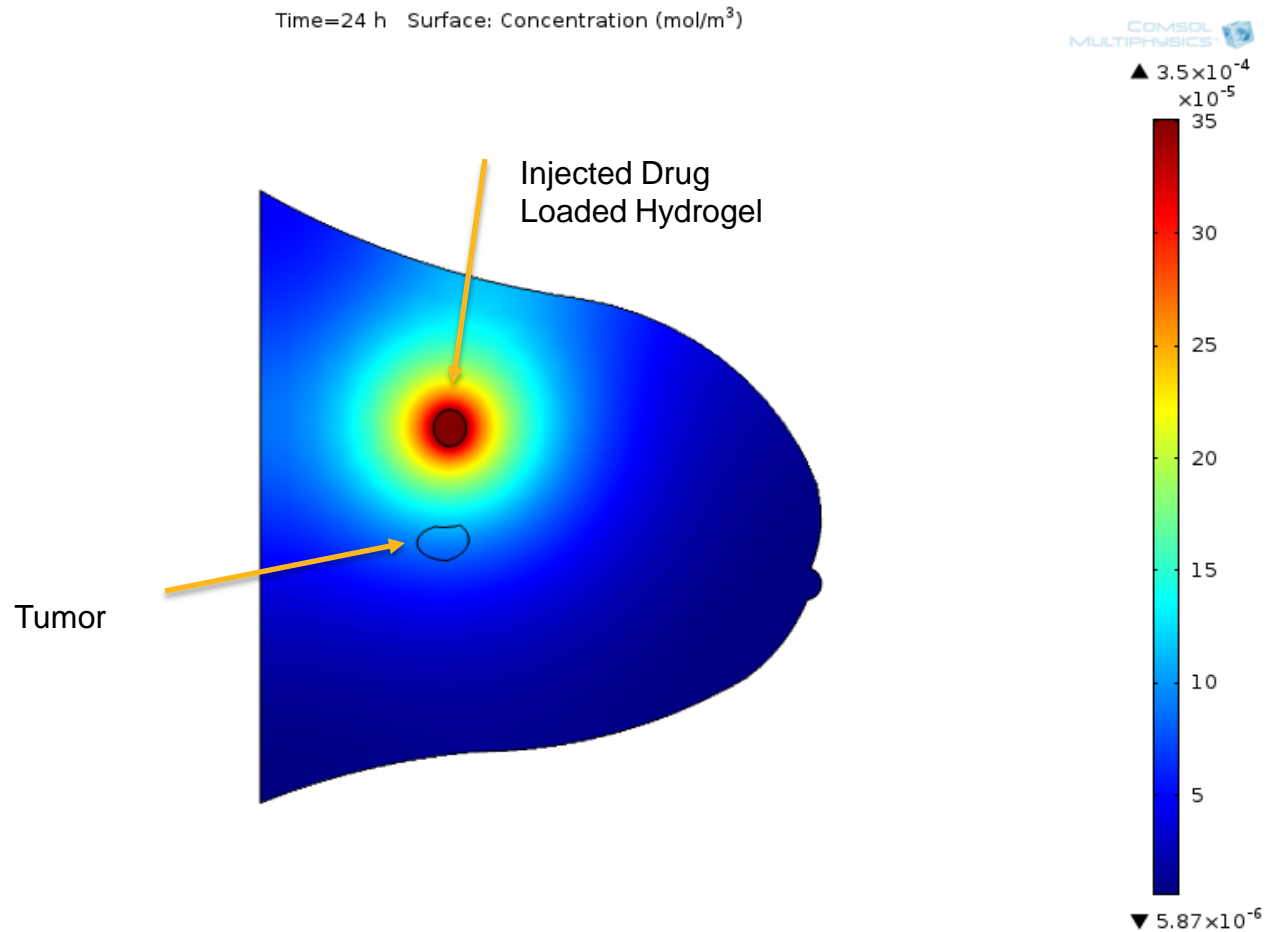 Time=24 h   Surface: Concentration (mol/m³)
COMSOL
MULTIPHYSICS
▲ 3.5×10⁻⁴
×10⁻⁵
35
Injected Drug
Loaded Hydrogel
30
25
20
15
Tumor
10
5
▼ 5.87×10⁻⁶